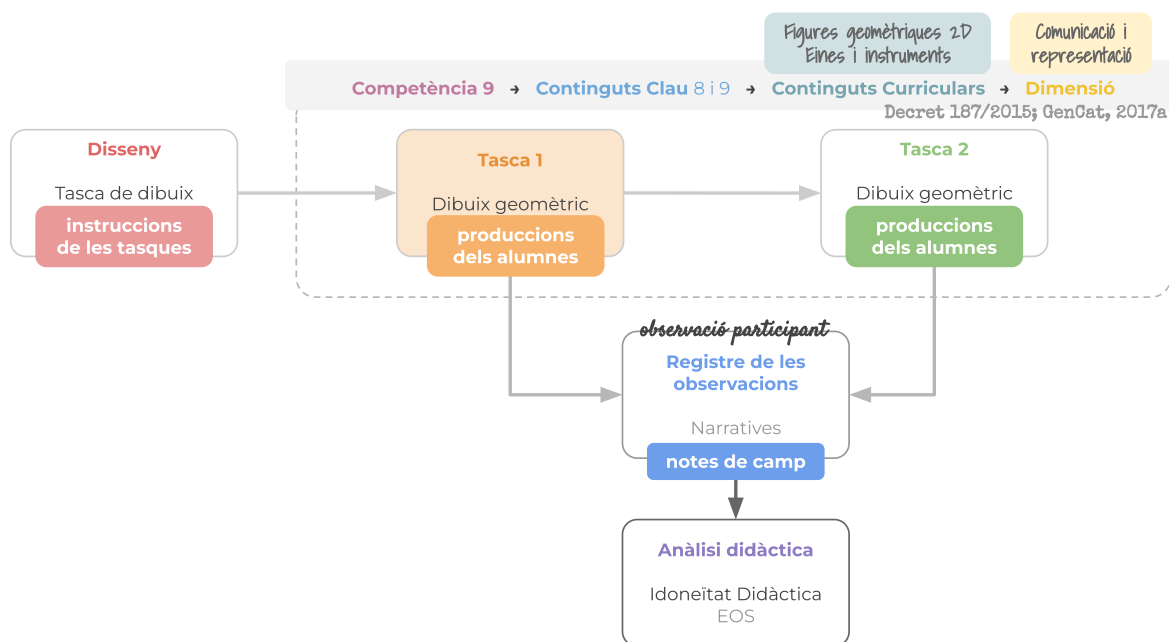 Figures geomètriques 2D
Eines i instruments
Comunicació i
representació
Competència 9 → Continguts Clau 8 i 9 → Continguts Curriculars → Dimensió
Decret 187/2015; GenCat, 2017a
Disseny
Tasca de dibuix
instruccions
de les tasques
Tasca 1
Dibuix geomètric
produccions
dels alumnes
Tasca 2
Dibuix geomètric
produccions
dels alumnes
observació participant
Registre de les
observacions
Narratives
notes de camp
Anàlisi didàctica
Idoneïtat Didàctica
EOS